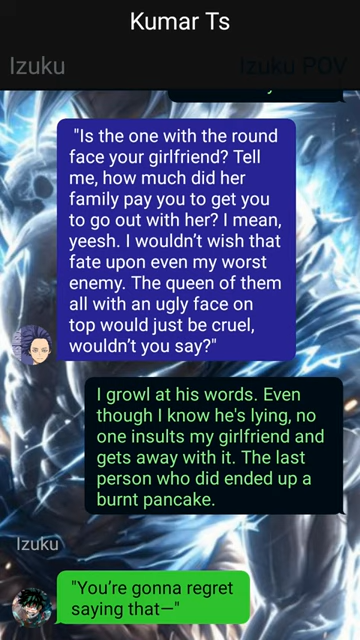 Kumar Ts
Izuku
Izuku POV
"Is the one with the round
face your girlfriend? Tell
me, how much did her
family pay you to get you
to go out with her? I mean,
yeesh. I wouldn't wish that
fate upon even my worst
enemy. The queen of them
all with an ugly face on
top would just be cruel,
wouldn't you say?"
I growl at his words. Even
though I know he's lying, no
one insults my girlfriend and
gets away with it. The last
person who did ended up a
burnt pancake.
Izuku
"You're gonna regret
saying that—"